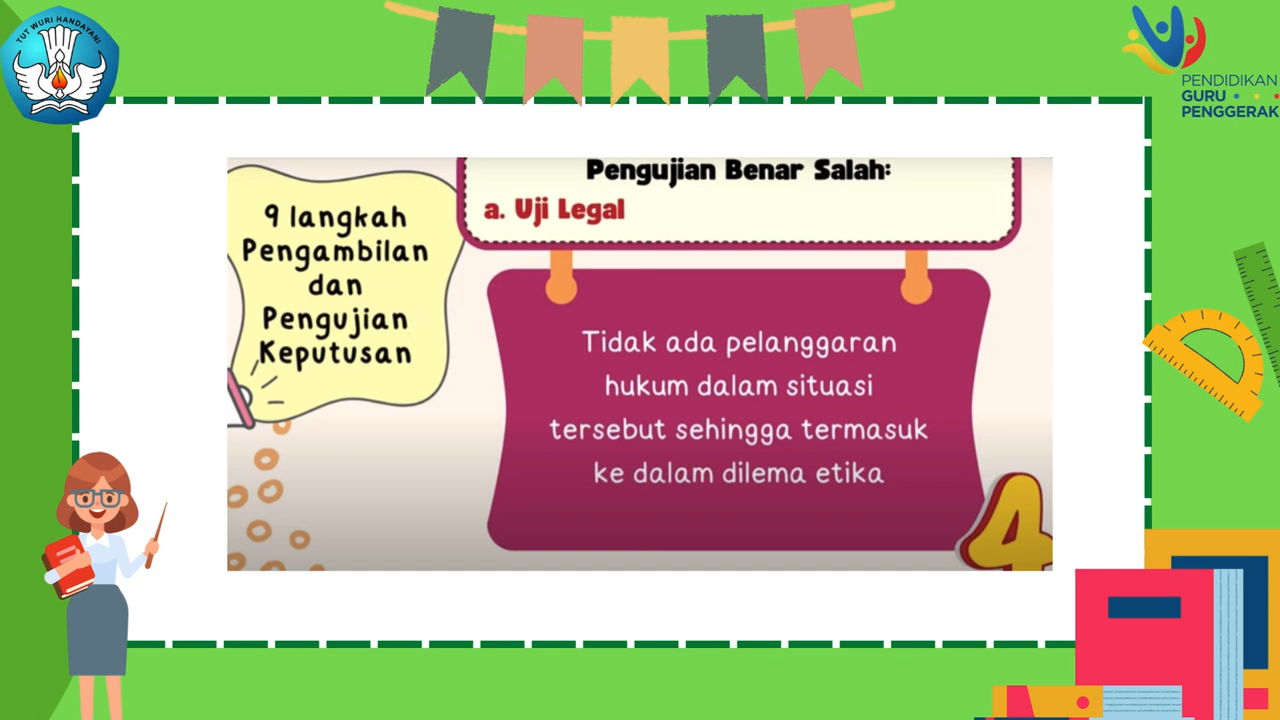 TUT WURI HANDAYANI
PENDIDIKAN
GURU
PENGGERAK
9 langkah
Pengambilan
dan
Pengujian
Keputusan
Pengujian Benar Salah:
a. Uji Legal
Tidak ada pelanggaran
hukum dalam situasi
tersebut sehingga termasuk
ke dalam dilema etika
4